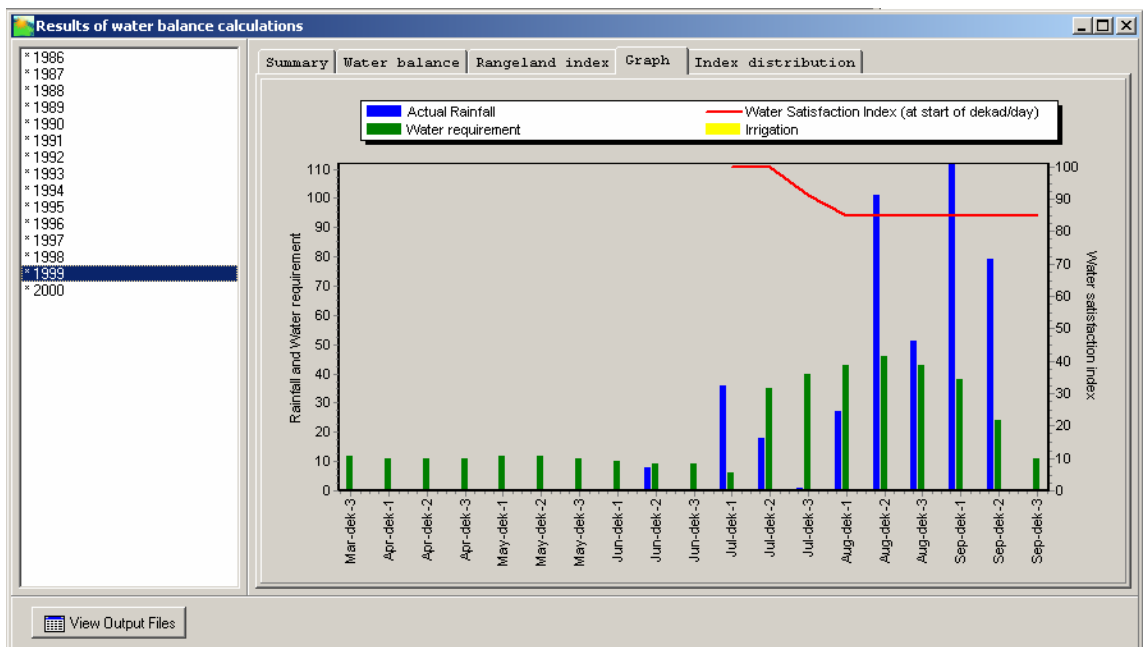 Results of water balance calculations
* 1986
* 1987
* 1988
* 1989
* 1990
* 1991
* 1992
* 1993
* 1994
* 1995
* 1996
* 1997
* 1998
* 1999
* 2000
Summary Water balance Rangeland index Graph Index distribution
Actual Rainfall Water Satisfaction Index (at start of dekad/day)
Water requirement Irrigation
Rainfall and Water requirement
110
100
90
80
70
60
50
40
30
20
10
0
100
90
80
70
60
50
40
30
20
10
0
Water satisfaction index
Mar-dek-3
Apr-dek-1
Apr-dek-2
Apr-dek-3
May-dek-1
May-dek-2
May-dek-3
Jun-dek-1
Jun-dek-2
Jun-dek-3
Jul-dek-1
Jul-dek-2
Jul-dek-3
Aug-dek-1
Aug-dek-2
Aug-dek-3
Sep-dek-1
Sep-dek-2
Sep-dek-3
View Output Files